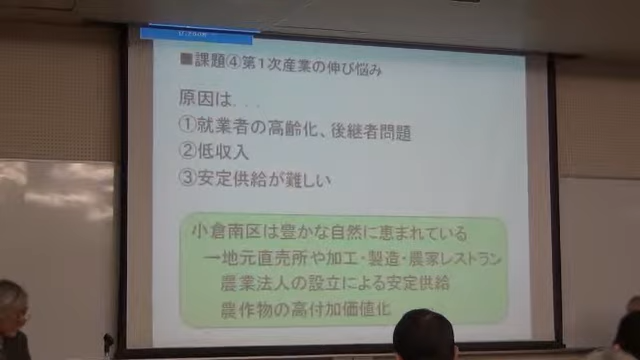 ■課題④第1次産業の伸び悩み
原因は．．．
①就業者の高齢化、後継者問題
②低収入
③安定供給が難しい
小倉南区は豊かな自然に恵まれている
→地元直売所や加工・製造・農家レストラン
農業法人の設立による安定供給
農作物の高付加価値化